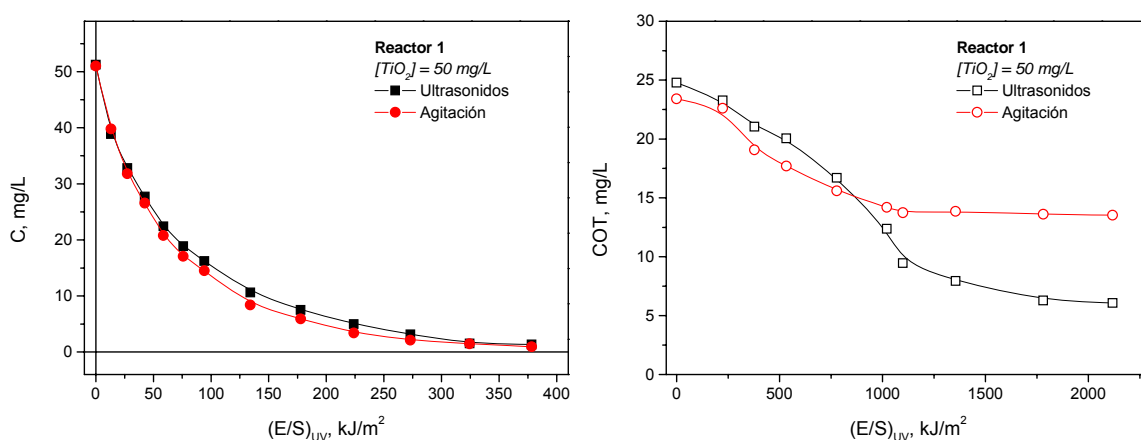 Reactor 1
[TiO2] = 50 mg/L
Ultrasonidos
Agitación
C, mg/L
50
40
30
20
10
0
0 50 100 150 200 250 300 350 400
(E/S)UV, kJ/m2
Reactor 1
[TiO2] = 50 mg/L
Ultrasonidos
Agitación
COT, mg/L
30
25
20
15
10
5
0
0 500 1000 1500 2000
(E/S)UV, kJ/m2